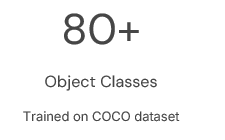 80+
Object Classes
Trained on COCO dataset